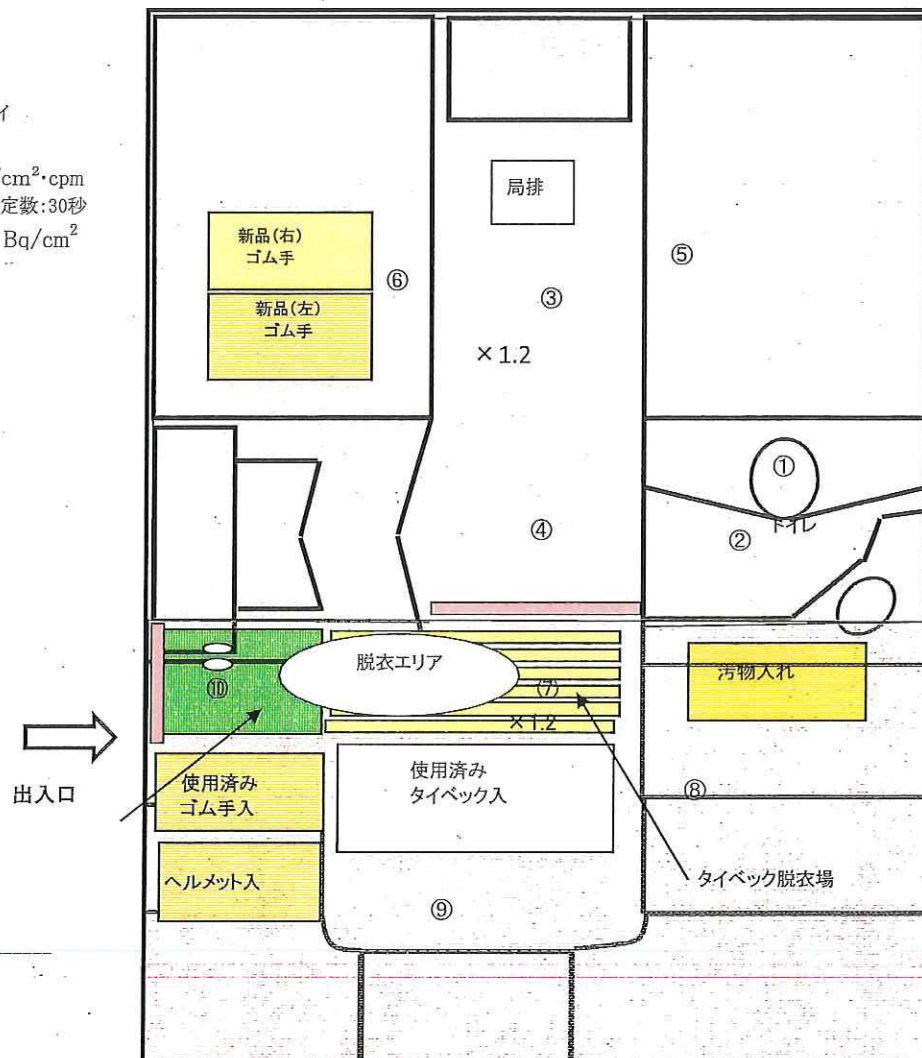 イ
cm²・cpm
定数:30秒
Bq/cm²
局排
新品(右)
ゴム手
新品(左)
ゴム手
⑥
③
⑤
× 1.2
①
④
②
トイレ
脱衣エリア
⑩
⑦
× 1.2
汚物入れ
出入口
使用済み
ゴム手入
使用済み
タイベック入
⑧
ヘルメット入
タイベック脱衣場
⑨